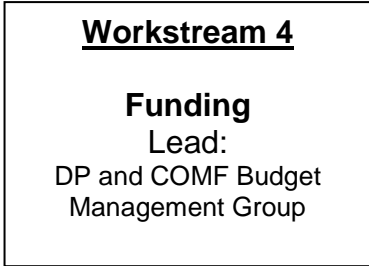 Workstream 4
Funding
Lead:
DP and COMF Budget
Management Group